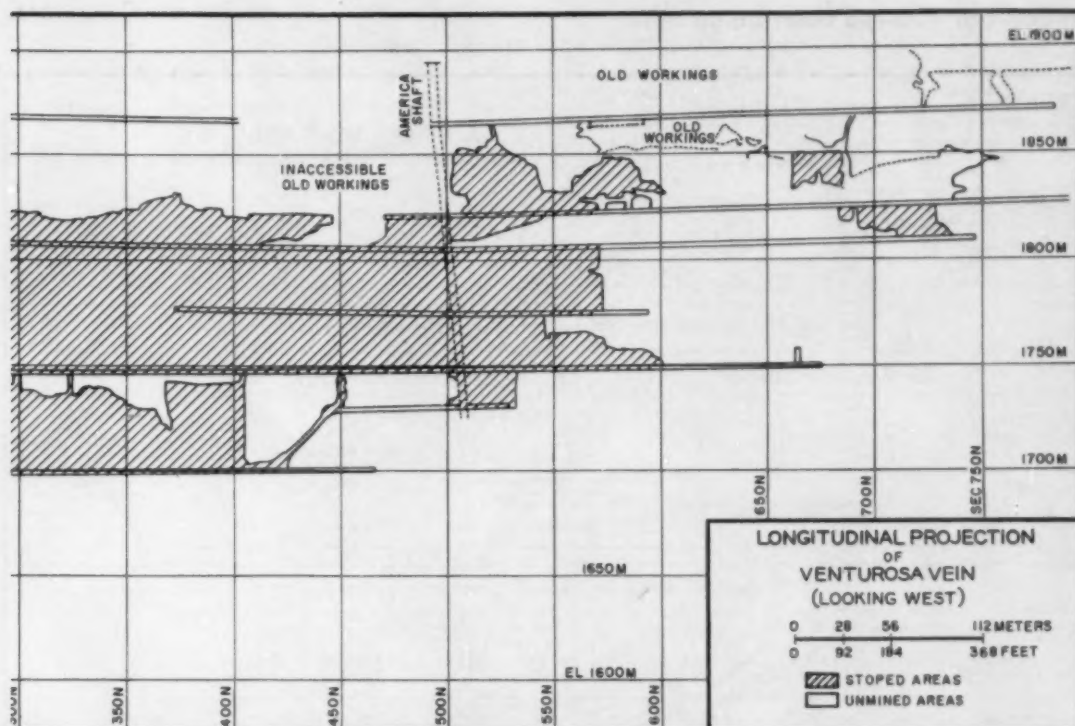 EL 1900M
OLD WORKINGS
AMERICA
SHAFT
OLD
WORKINGS
1950M
INACCESSIBLE
OLD WORKINGS
1800M
1750M
1700M
650N
700N
SEC 750N
1650M
EL 1600M
350N
400N
450N
500N
550N
600N
LONGITUDINAL PROJECTION
OF
VENTUROSA VEIN
(LOOKING WEST)
0 28 56 112 METERS
0 92 184 368 FEET
STOPED AREAS
UNMINED AREAS